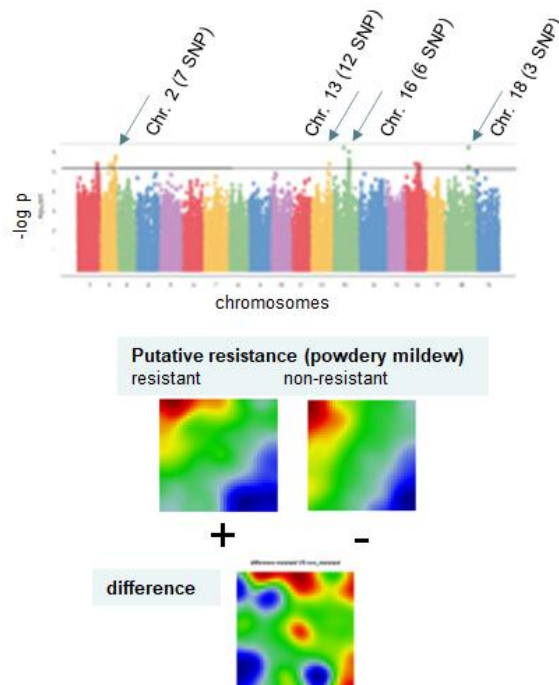 Chr. 2 (7 SNP)
Chr. 13 (12 SNP)
Chr. 16 (6 SNP)
Chr. 18 (3 SNP)
-log p
chromosomes
Putative resistance (powdery mildew)
resistant non-resistant
+ -
difference